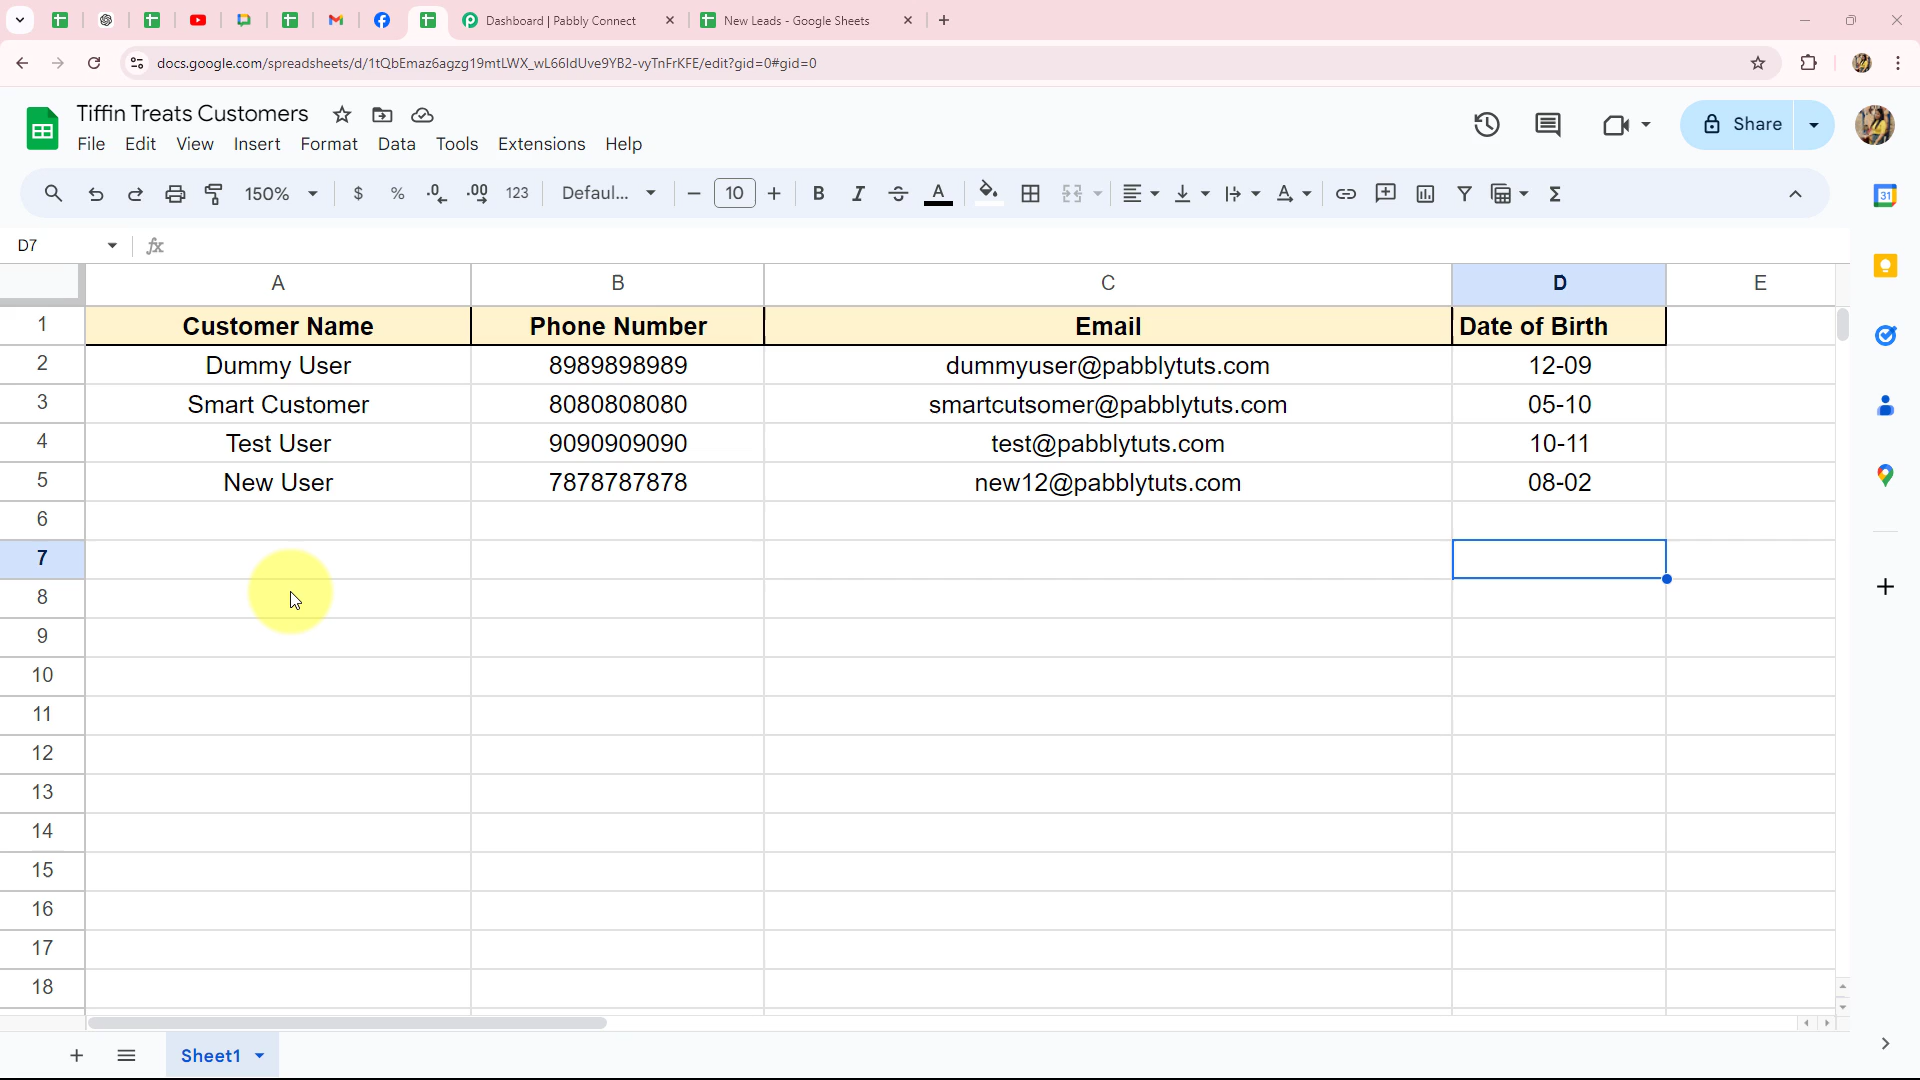 Dashboard | Pabbly Connect
New Leads - Google Sheets
docs.google.com/spreadsheets/d/1tQbEmaz6agzg19mtLWX_wL66IdUve9YB2-vyTnFrKFE/edit?gid=0#gid=0
Tiffin Treats Customers
File Edit View Insert Format Data Tools Extensions Help
Share
150% $ % .0 .00 123 Defaul... 10 B I S A
D7 fx
A B C D E
1 Customer Name Phone Number Email Date of Birth
2 Dummy User 8989898989 dummyuser@pabblytuts.com 12-09
3 Smart Customer 8080808080 smartcutsomer@pabblytuts.com 05-10
4 Test User 9090909090 test@pabblytuts.com 10-11
5 New User 7878787878 new12@pabblytuts.com 08-02
6
7
8
9
10
11
12
13
14
15
16
17
18
31
Sheet1